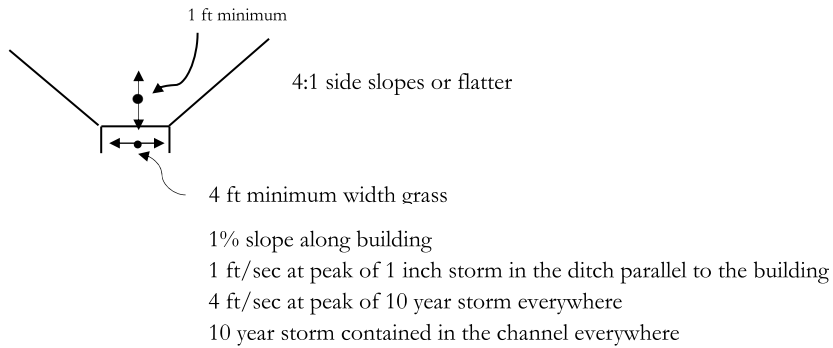 1 ft minimum
4:1 side slopes or flatter
4 ft minimum width grass
1% slope along building
1 ft/sec at peak of 1 inch storm in the ditch parallel to the building
4 ft/sec at peak of 10 year storm everywhere
10 year storm contained in the channel everywhere